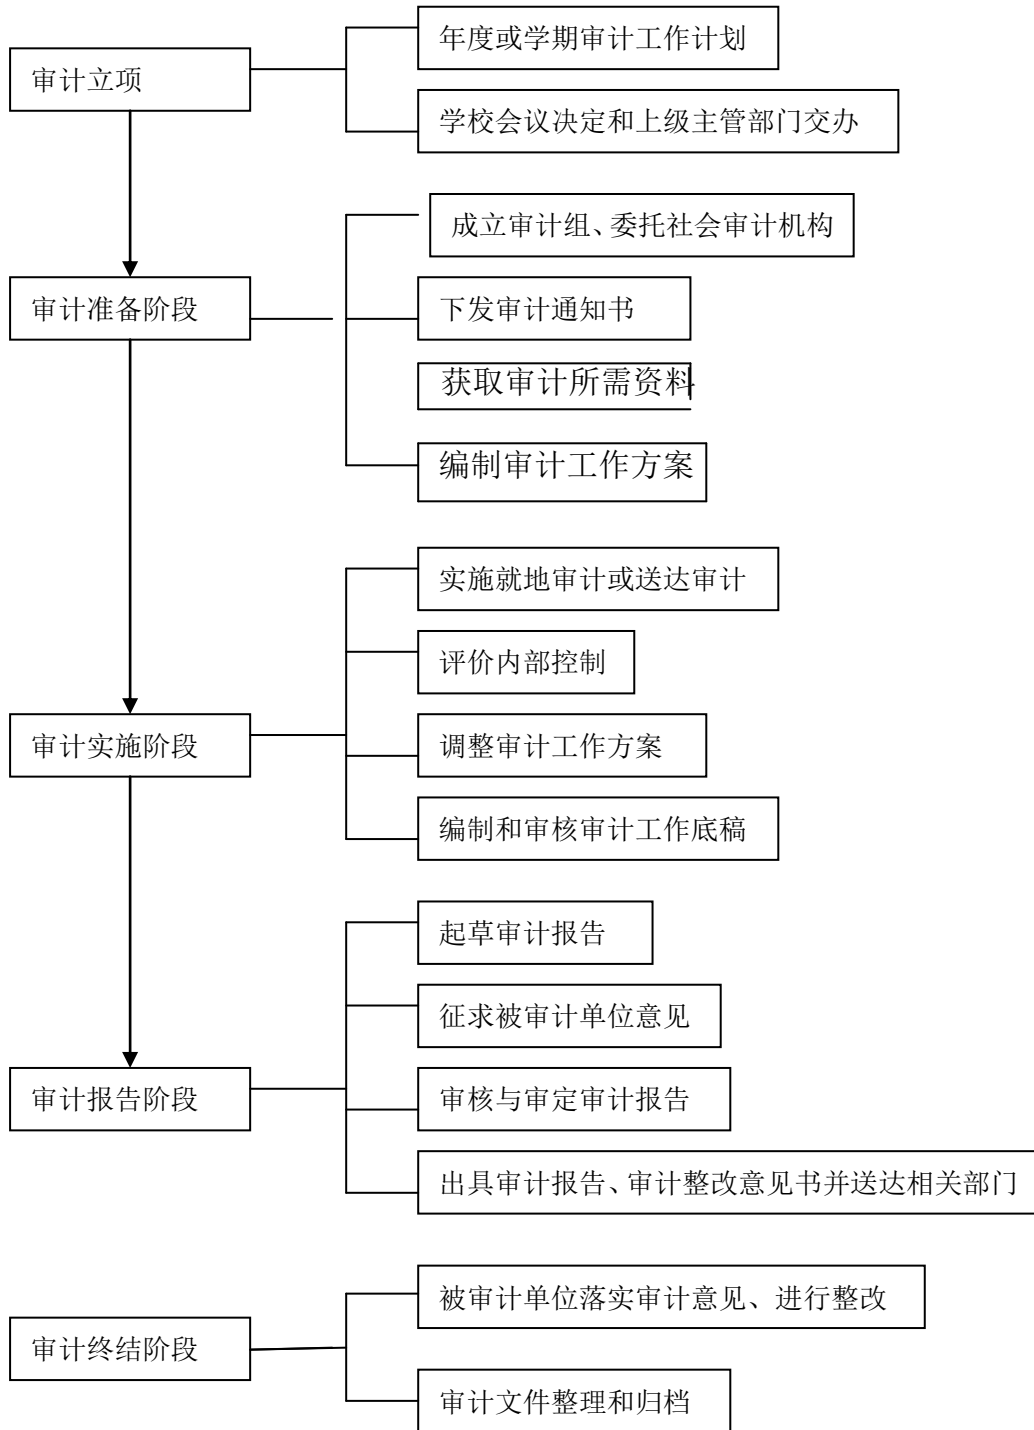 审计立项
年度或学期审计工作计划
学校会议决定和上级主管部门交办
审计准备阶段
成立审计组、委托社会审计机构
下发审计通知书
获取审计所需资料
编制审计工作方案
审计实施阶段
实施就地审计或送达审计
评价内部控制
调整审计工作方案
编制和审核审计工作底稿
审计报告阶段
起草审计报告
征求被审计单位意见
审核与审定审计报告
出具审计报告、审计整改意见书并送达相关部门
审计终结阶段
被审计单位落实审计意见、进行整改
审计文件整理和归档